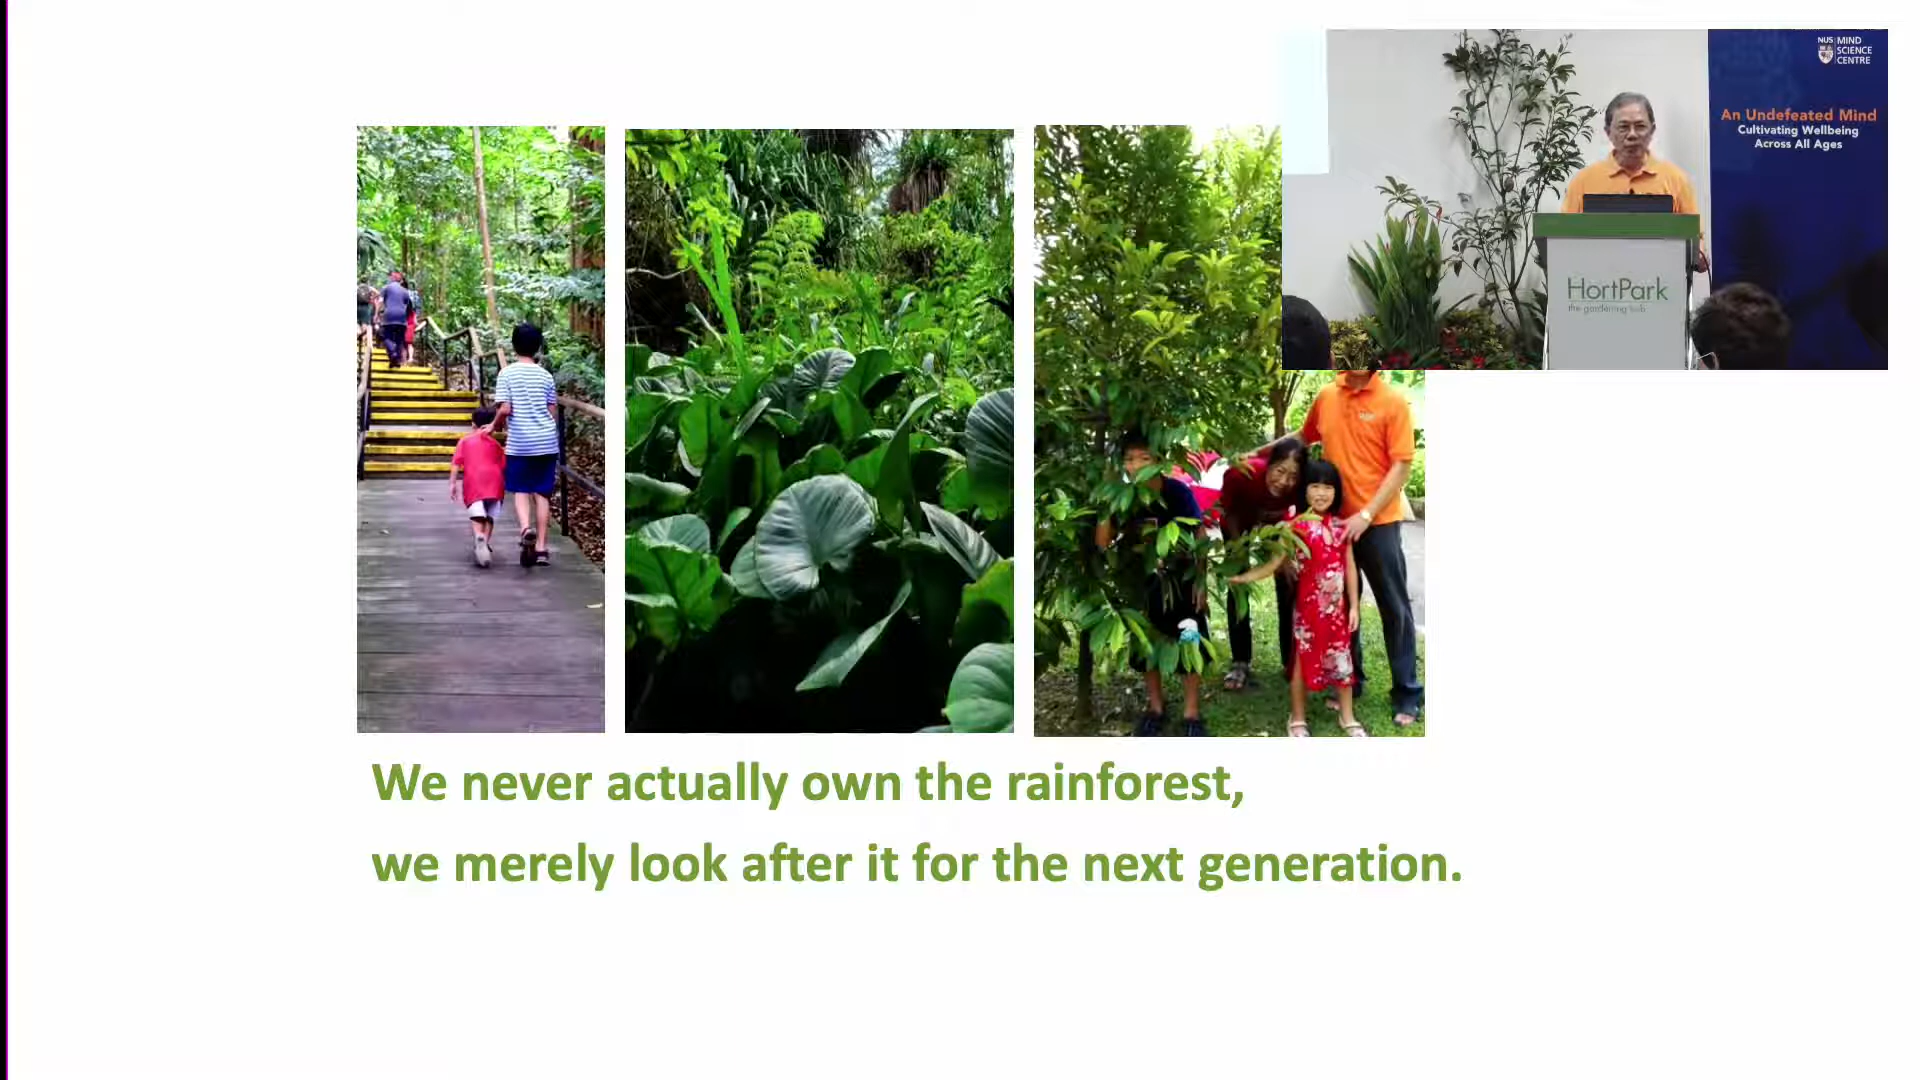 NUS
MIND
SCIENCE
CENTRE
An Undefeated Mind
Cultivating Wellbeing
Across All Ages
HortPark
the gardening hub
We never actually own the rainforest,
we merely look after it for the next generation.